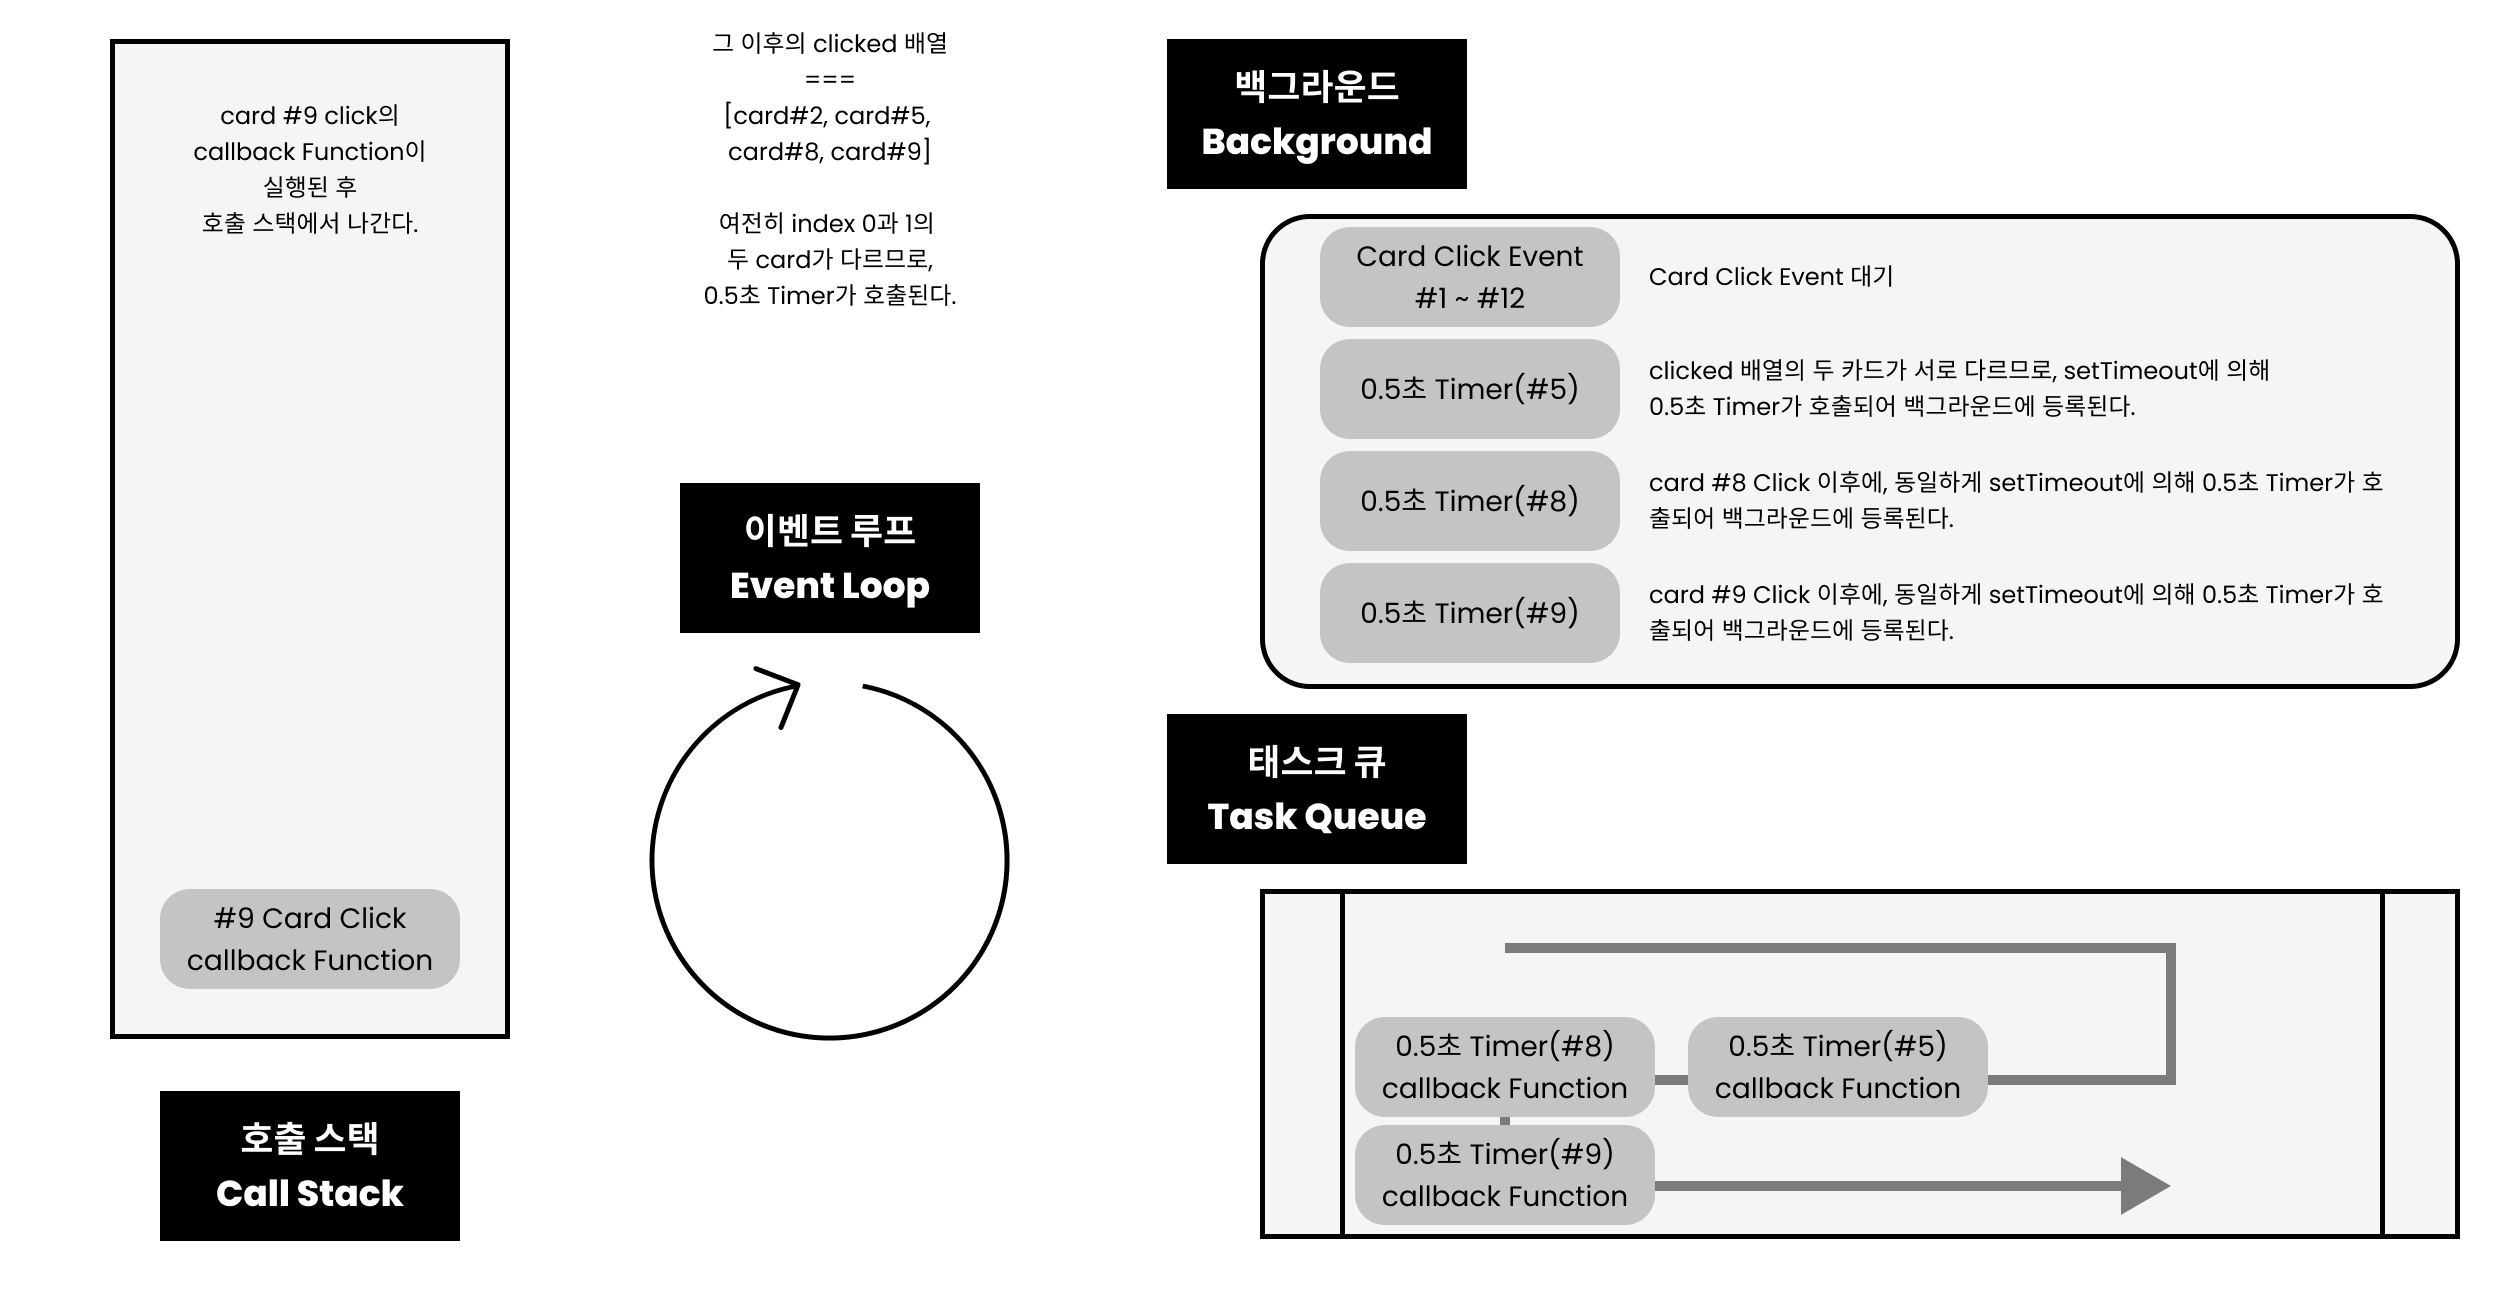 card #9 click의
callback Function이
실행된 후
호출 스택에서 나간다.
#9 Card Click
callback Function
호출 스택
Call Stack
그 이후의 clicked 배열
===
[card#2, card#5,
card#8, card#9]
여전히 index 0과 1의
두 card가 다르므로,
0.5초 Timer가 호출된다.
이벤트 루프
Event Loop
백그라운드
Background
Card Click Event
#1 ~ #12
Card Click Event 대기
0.5초 Timer(#5)
clicked 배열의 두 카드가 서로 다르므로, setTimeout에 의해
0.5초 Timer가 호출되어 백그라운드에 등록된다.
0.5초 Timer(#8)
card #8 Click 이후에, 동일하게 setTimeout에 의해 0.5초 Timer가 호
출되어 백그라운드에 등록된다.
0.5초 Timer(#9)
card #9 Click 이후에, 동일하게 setTimeout에 의해 0.5초 Timer가 호
출되어 백그라운드에 등록된다.
태스크 큐
Task Queue
0.5초 Timer(#8)
callback Function
0.5초 Timer(#5)
callback Function
0.5초 Timer(#9)
callback Function